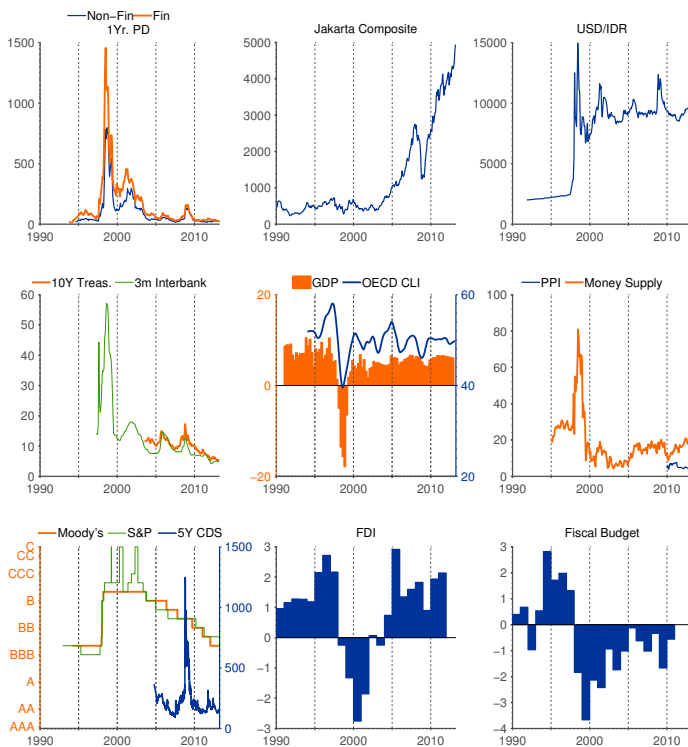 Non-Fin Fin
1Yr. PD
1500
1000
500
0
1990 2000 2010
Jakarta Composite
5000
4000
3000
2000
1000
0
1990 2000 2010
USD/IDR
15000
10000
5000
0
1990 2000 2010
10Y Treas. 3m Interbank
60
50
40
30
20
10
0
1990 2000 2010
GDP OECD CLI
20 60
0 40
−20 20
1990 2000 2010
PPI Money Supply
100
80
60
40
20
0
1990 2000 2010
Moody's S&P 5Y CDS
C 1500
CC
CCC
B 1000
BB
BBB 500
A
AA
AAA 0
1990 2000 2010
FDI
3
2
1
0
−1
−2
−3
1990 2000 2010
Fiscal Budget
3
2
1
0
−1
−2
−3
−4
1990 2000 2010